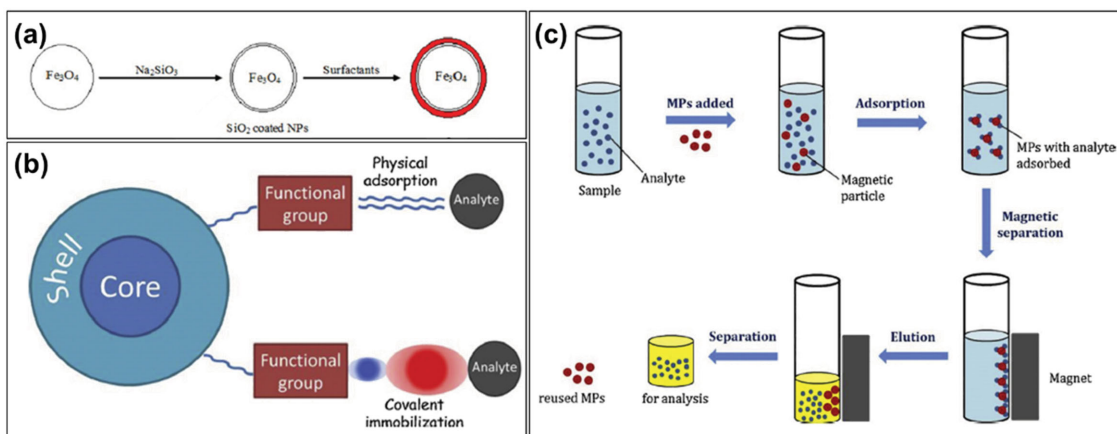 (a)
Fe₃O₄
Na₂SiO₃
Fe₃O₄
Surfactants
Fe₃O₄
SiO₂ coated NPs
(b)
Shell
Core
Functional
group
Physical
adsorption
Analyte
Functional
group
Covalent
immobilization
Analyte
(c)
MPs added
Adsorption
Sample
Analyte
Magnetic
particle
MPs with analyte
adsorbed
Magnetic
separation
Magnet
Elution
Separation
for analysis
reused MPs